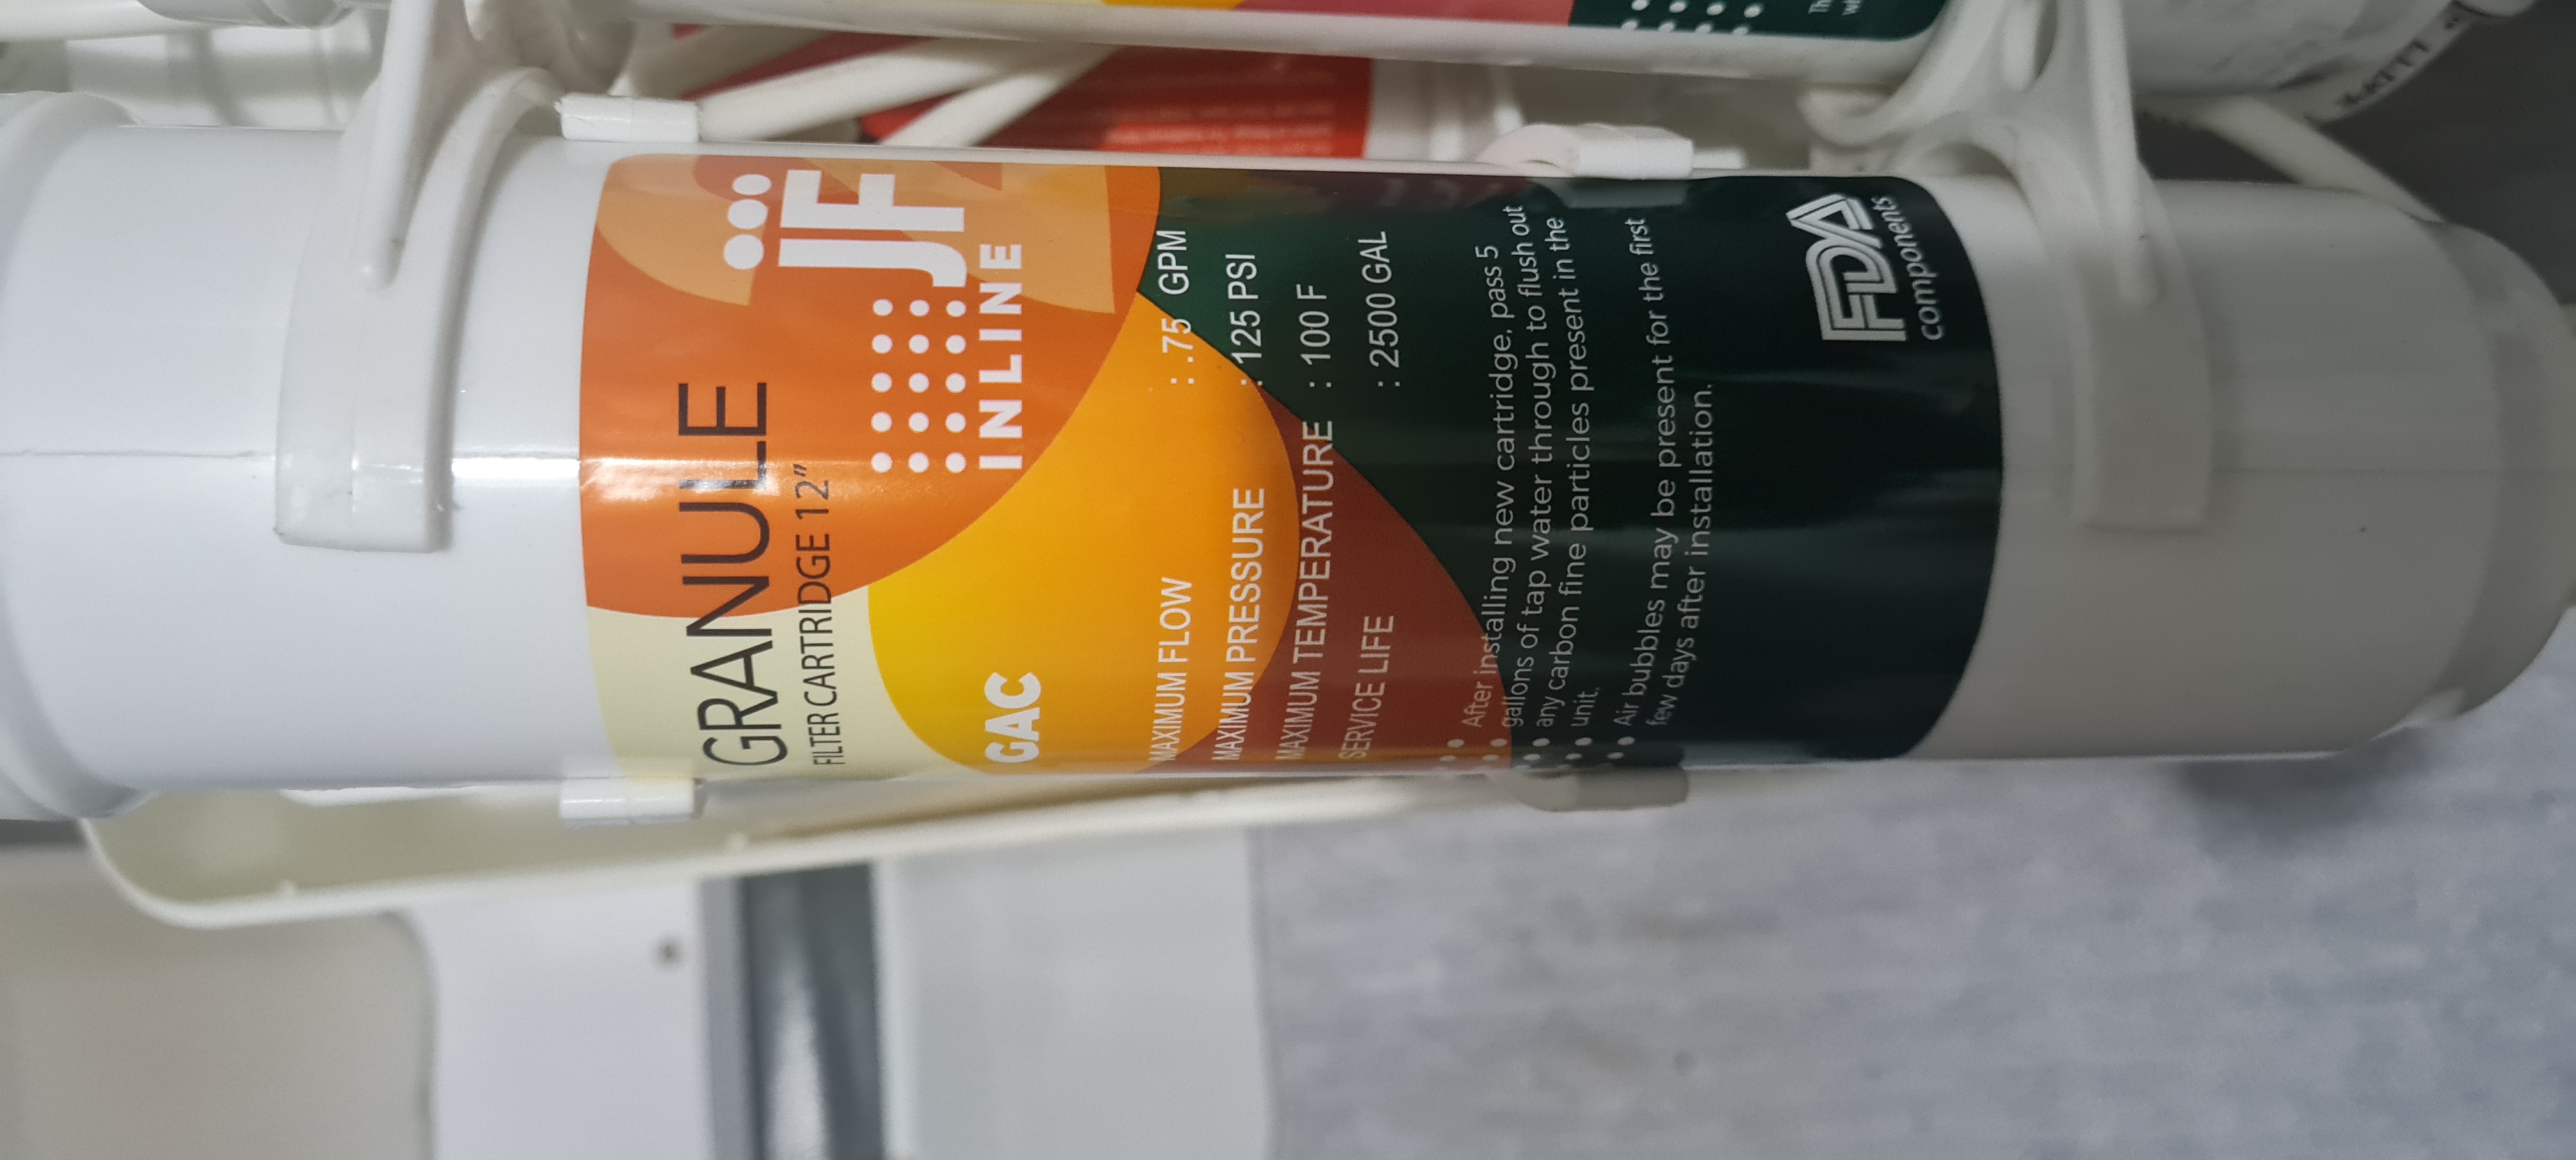 GRANULE
FILTER CARTRIDGE 12"
JF
INLINE
GAC
MAXIMUM FLOW : .75 GPM
MAXIMUM PRESSURE : 125 PSI
MAXIMUM TEMPERATURE : 100 F
SERVICE LIFE : 2500 GAL
After installing new cartridge, pass 5
gallons of tap water through to flush out
any carbon fine particles present in the
unit.
Air bubbles may be present for the first
few days after installation.
FDA
components